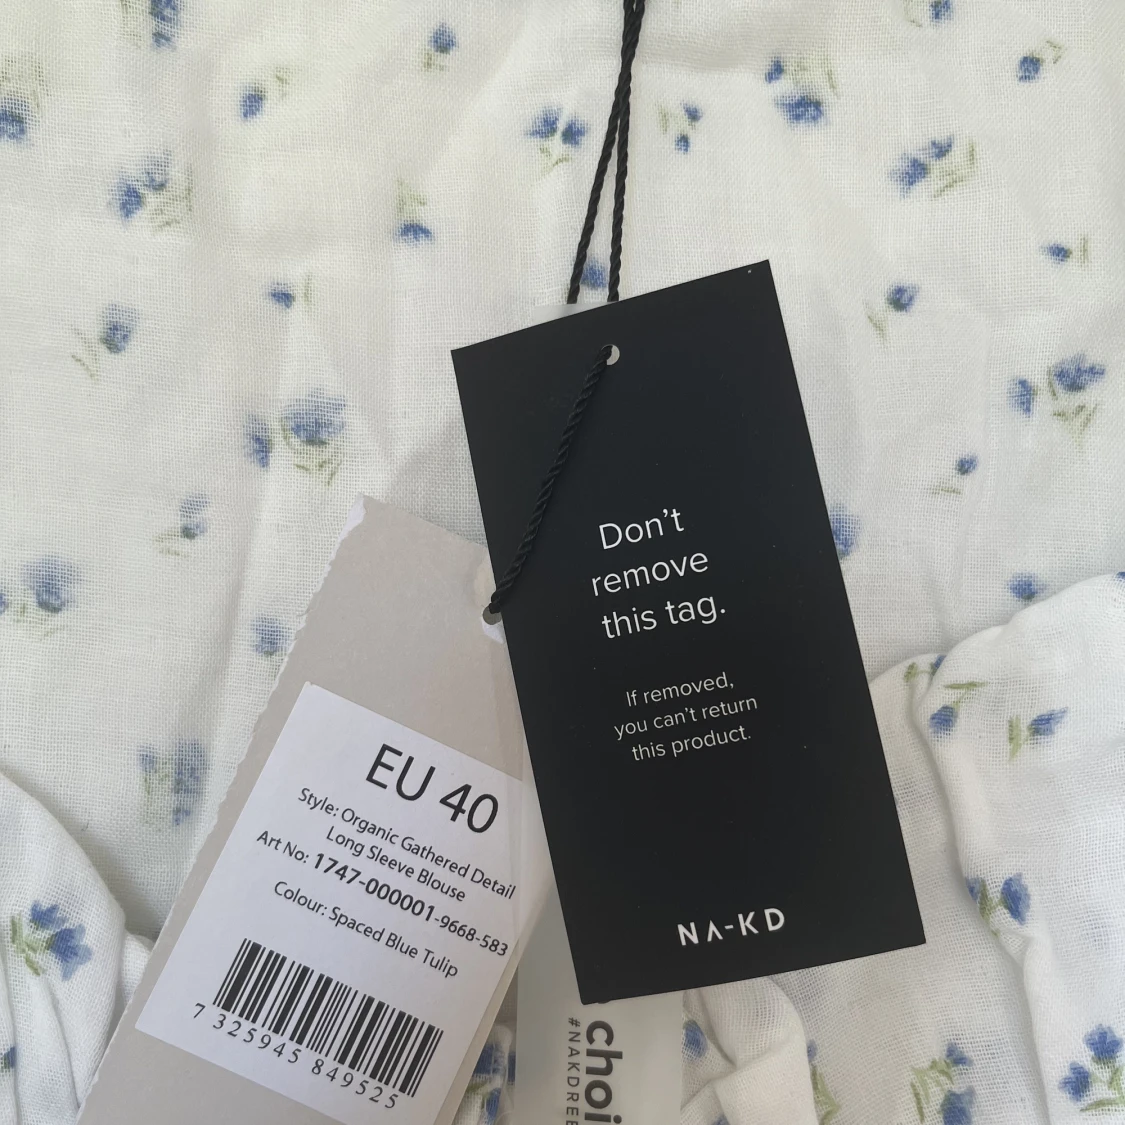 Don't
remove
this tag.
If removed,
you can't return
this product.
NA-KD
EU 40
Style: Organic Gathered Detail
Long Sleeve Blouse
Art No: 1747-000001-9668-583
Colour: Spaced Blue Tulip
7 325945 849525
choi
#NAKDREE